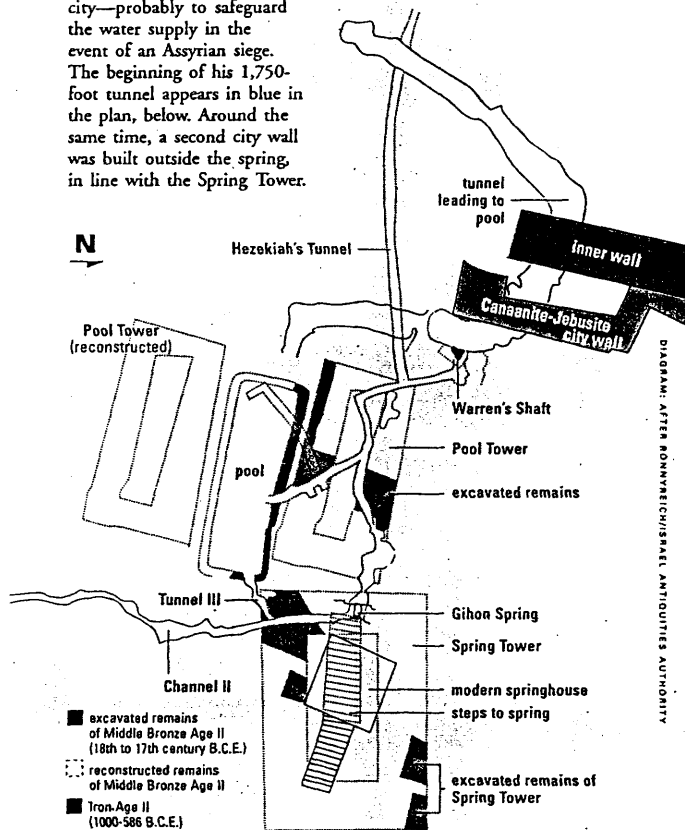 city—probably to safeguard
the water supply in the
event of an Assyrian siege.
The beginning of his 1,750-
foot tunnel appears in blue in
the plan, below. Around the
same time, a second city wall
was built outside the spring,
in line with the Spring Tower.
N
Hezekiah's Tunnel
tunnel
leading to
pool
inner wall
Canaanite-Jebusite
city wall
Pool Tower
(reconstructed)
Warren's Shaft
Pool Tower
pool
excavated remains
Tunnel III
Gihon Spring
Spring Tower
Channel II
modern springhouse
steps to spring
excavated remains
of Middle Bronze Age II
(18th to 17th century B.C.E.)
reconstructed remains
of Middle Bronze Age II
Iron Age II
(1000-586 B.C.E.)
excavated remains of
Spring Tower
DIAGRAM: AFTER RONNY REICH/ISRAEL ANTIQUITIES AUTHORITY